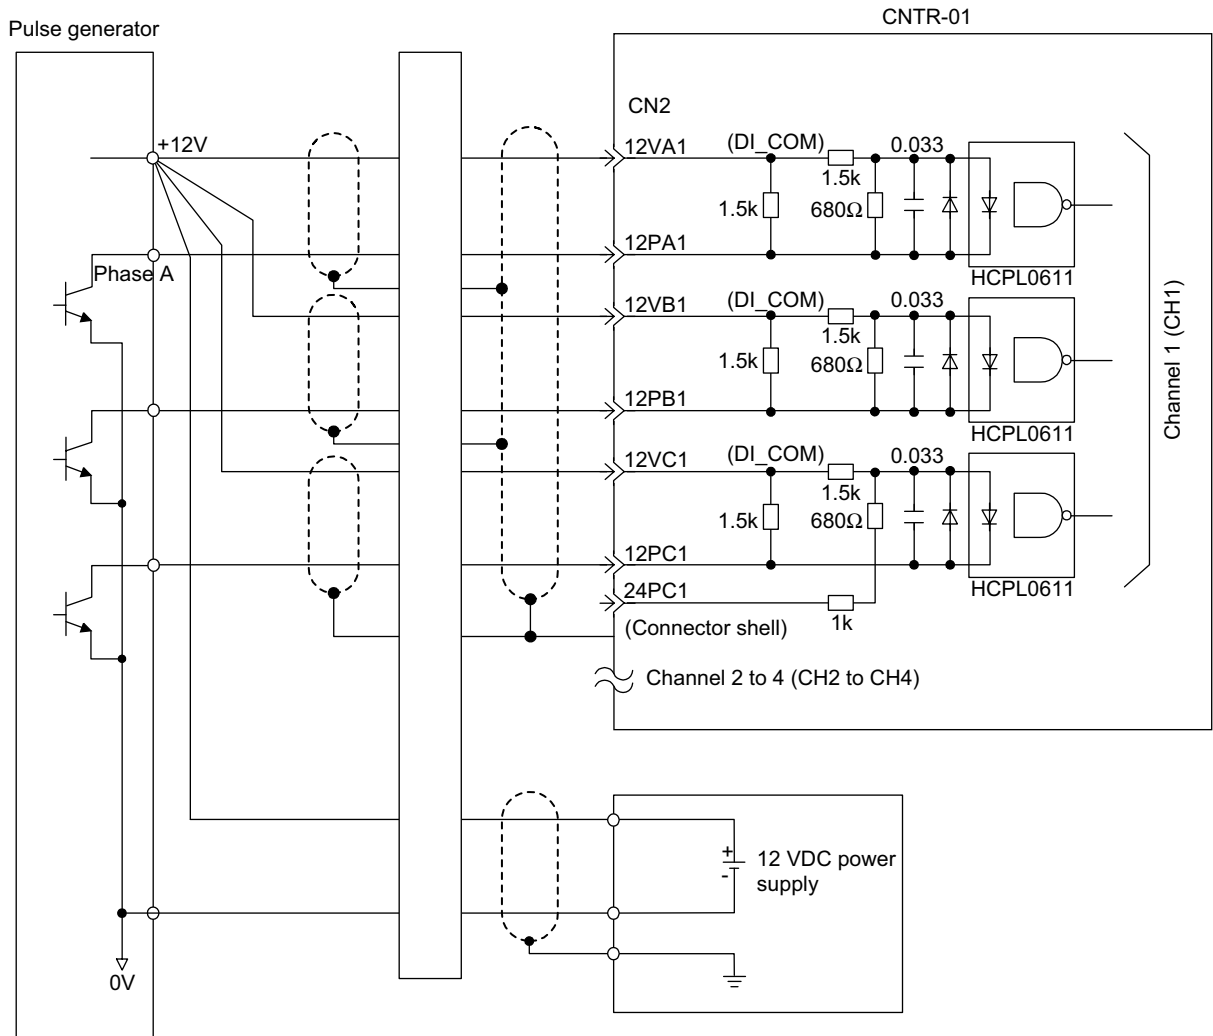 CNTR-01
Pulse generator
CN2
+12V
12VA1
(DI_COM)
0.033
1.5k
1.5k
680Ω
12PA1
Phase A
HCPL0611
12VB1
(DI_COM)
0.033
1.5k
1.5k
680Ω
12PB1
HCPL0611
12VC1
(DI_COM)
0.033
1.5k
1.5k
680Ω
12PC1
HCPL0611
24PC1
1k
(Connector shell)
Channel 1 (CH1)
Channel 2 to 4 (CH2 to CH4)
+
-
12 VDC power
supply
0V